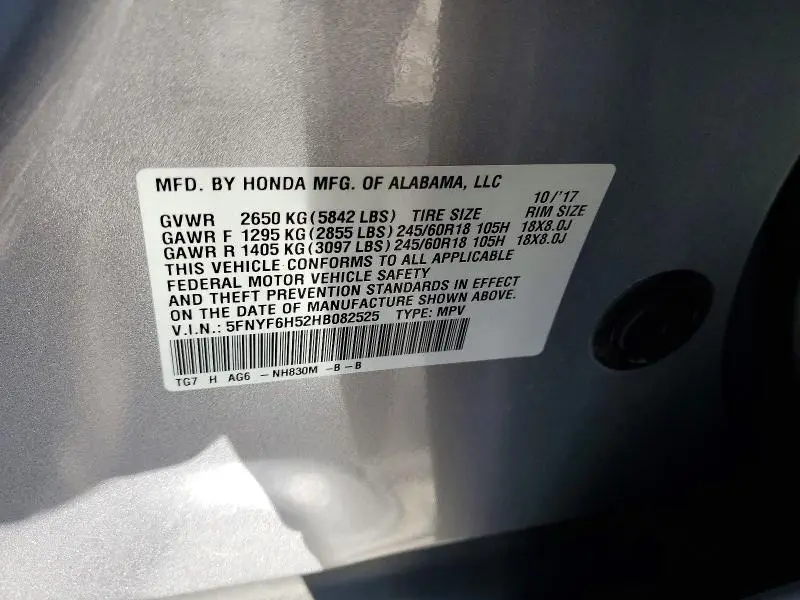 MFD. BY HONDA MFG. OF ALABAMA, LLC
10/'17
GVWR 2650 KG(5842 LBS) TIRE SIZE RIM SIZE
GAWR F 1295 KG(2855 LBS)245/60R18 105H 18X8.0J
GAWR R 1405 KG(3097 LBS)245/60R18 105H 18X8.0J
THIS VEHICLE CONFORMS TO ALL APPLICABLE
FEDERAL MOTOR VEHICLE SAFETY
AND THEFT PREVENTION STANDARDS IN EFFECT
ON THE DATE OF MANUFACTURE SHOWN ABOVE.
V.I.N.: 5FNYF6H52HB082525 TYPE: MPV
TG7 H AG6 -NH830M -B-B